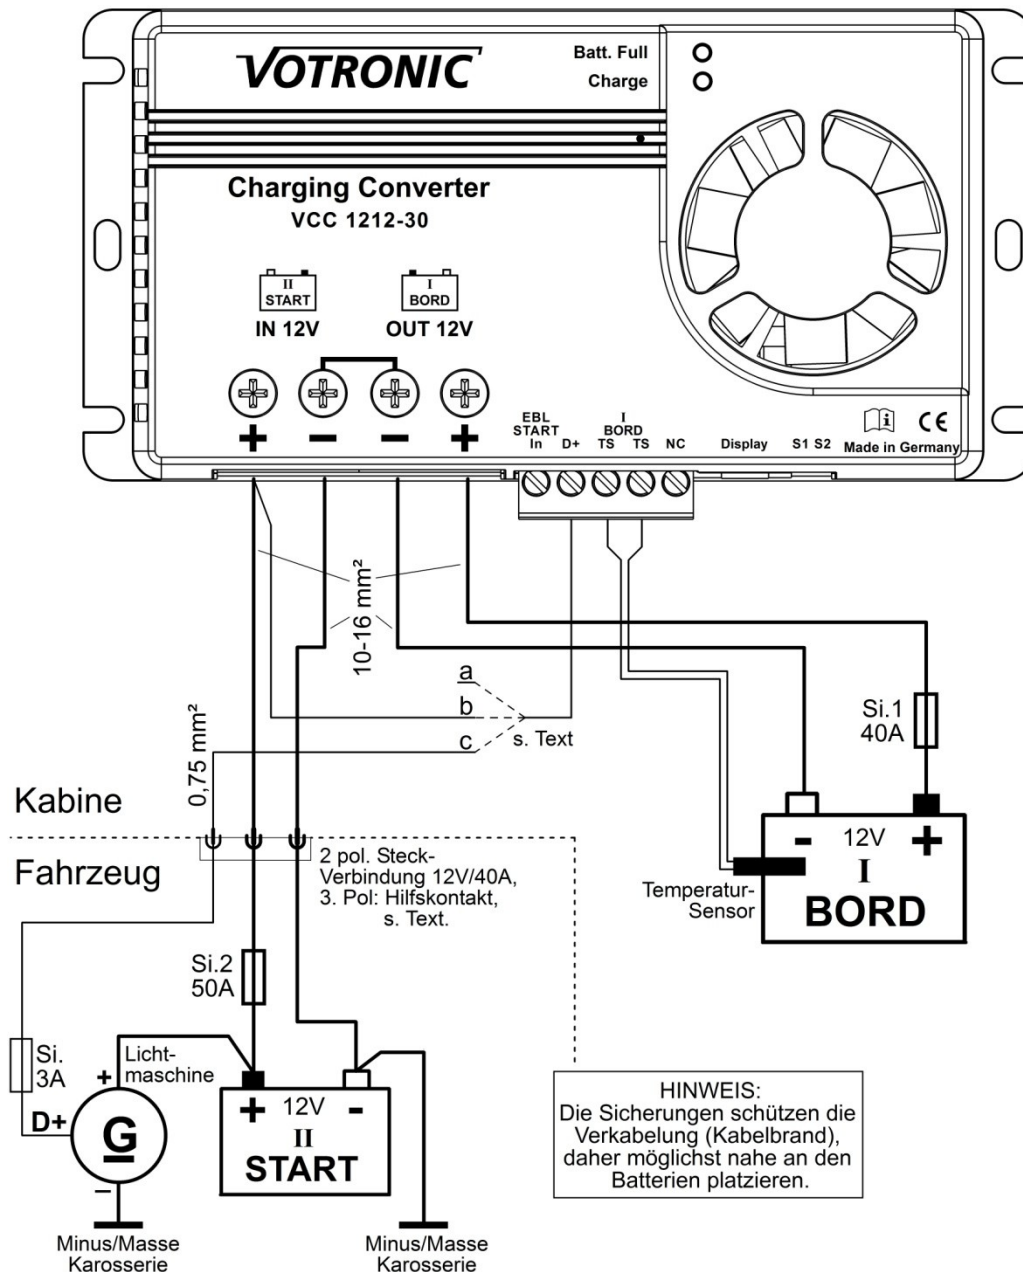 VOTRONIC
Batt. Full
Charge
Charging Converter
VCC 1212-30
II
START
I
BORD
IN 12V
OUT 12V
+
−
−
+
EBL
START
In
D+
I
BORD
TS
TS
NC
Display
S1 S2
i
CE
Made in Germany
10-16 mm²
0,75 mm²
a
b
c
s. Text
Si.1
40A
Kabine
Fahrzeug
2 pol. Steck-
Verbindung 12V/40A,
3. Pol: Hilfskontakt,
s. Text.
Temperatur-
Sensor
-
12V
+
I
BORD
Si.2
50A
Si.
3A
+
Licht-
maschine
D+
G
−
+
12V
-
II
START
Minus/Masse
Karosserie
Minus/Masse
Karosserie
HINWEIS:
Die Sicherungen schützen die
Verkabelung (Kabelbrand),
daher möglichst nahe an den
Batterien platzieren.